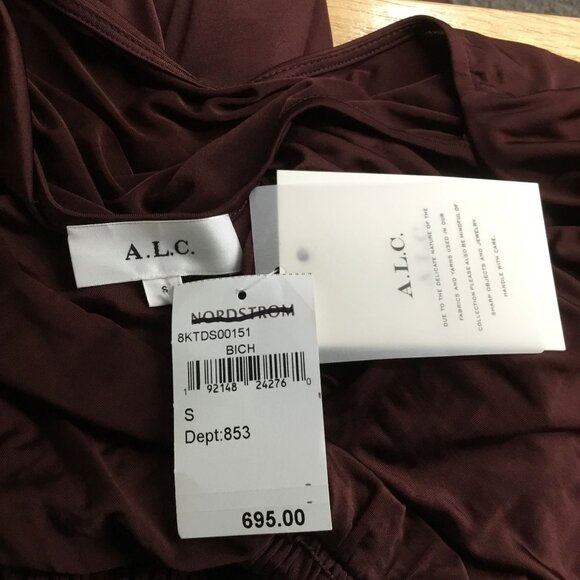 A.L.C.
S
A.L.C.
DUE TO THE DELICATE NATURE OF THE
FABRICS AND YARNS USED IN OUR
COLLECTION PLEASE ALSO BE MINDFUL OF
SHARP OBJECTS AND JEWELRY.
HANDLE WITH CARE.
NORDSTROM
8KTDS00151
BICH
1 92148 24276 0
S
Dept:853
695.00